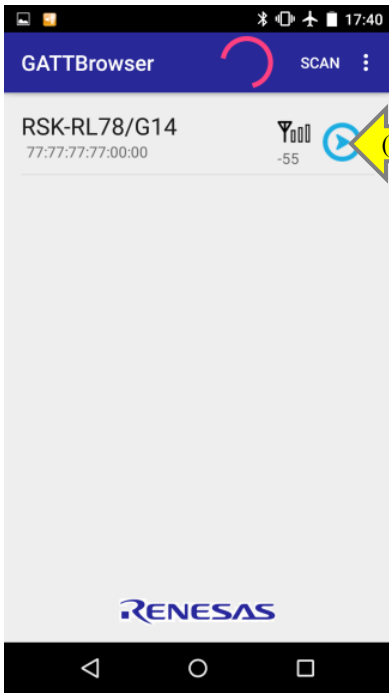 17:40
GATTBrowser SCAN
RSK-RL78/G14
77:77:77:77:00:00
-55
(
RENESAS